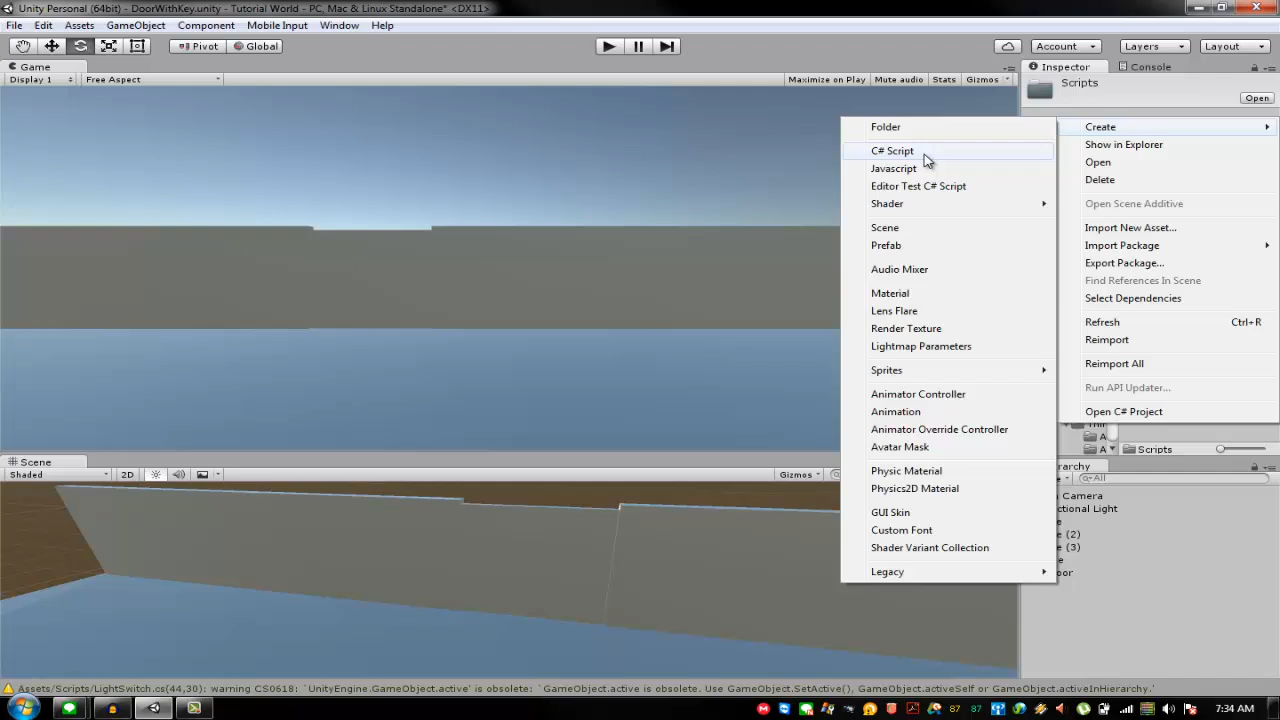 Unity Personal (64bit) - DoorWithKey.unity - Tutorial World - PC, Mac & Linux Standalone* <DX11>
File Edit Assets GameObject Component Mobile Input Window Help
Pivot Global Account Layers Layout
Game Inspector Console
Display 1 Free Aspect Maximize on Play Mute audio Stats Gizmos
Scripts
Open
Folder
C# Script
Javascript
Editor Test C# Script
Shader
Scene
Prefab
Audio Mixer
Material
Lens Flare
Render Texture
Lightmap Parameters
Sprites
Animator Controller
Animation
Animator Override Controller
Avatar Mask
Physic Material
Physics2D Material
GUI Skin
Custom Font
Shader Variant Collection
Legacy
Create
Show in Explorer
Open
Delete
Open Scene Additive
Import New Asset...
Import Package
Export Package...
Find References In Scene
Select Dependencies
Refresh Ctrl+R
Reimport
Reimport All
Run API Updater...
Open C# Project
A
A Scripts
Scene
Shaded 2D Gizmos
rarchy
All
Camera
ctional Light
e
e (2)
e (3)
e
oor
Assets/Scripts/LightSwitch.cs(44,30): warning CS0618: `UnityEngine.GameObject.active' is obsolete: `GameObject.active is obsolete. Use GameObject.SetActive(), GameObject.activeSelf or GameObject.activeInHierarchy.'
87 87 7:34 AM